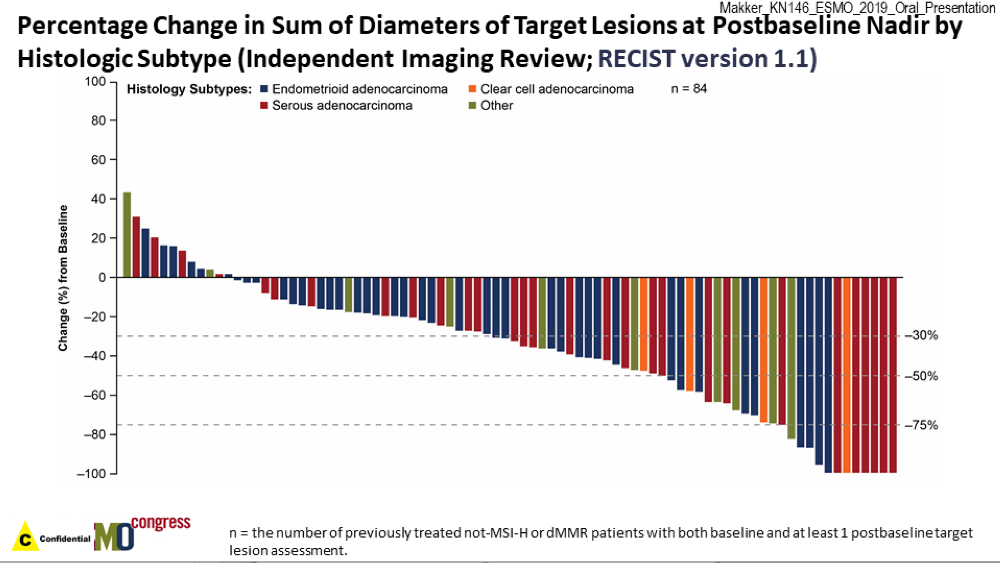 Makker_KN146_ESMO_2019_Oral_Presentation
Percentage Change in Sum of Diameters of Target Lesions at Postbaseline Nadir by
Histologic Subtype (Independent Imaging Review; RECIST version 1.1)
Histology Subtypes:
Endometrioid adenocarcinoma
Clear cell adenocarcinoma
n = 84
Serous adenocarcinoma
Other
Change (%) from Baseline
100
80
60
40
20
0
–20
–40
–60
–80
–100
–30%
–50%
–75%
C
Confidential
MO
congress
n = the number of previously treated not-MSI-H or dMMR patients with both baseline and at least 1 postbaseline target
lesion assessment.